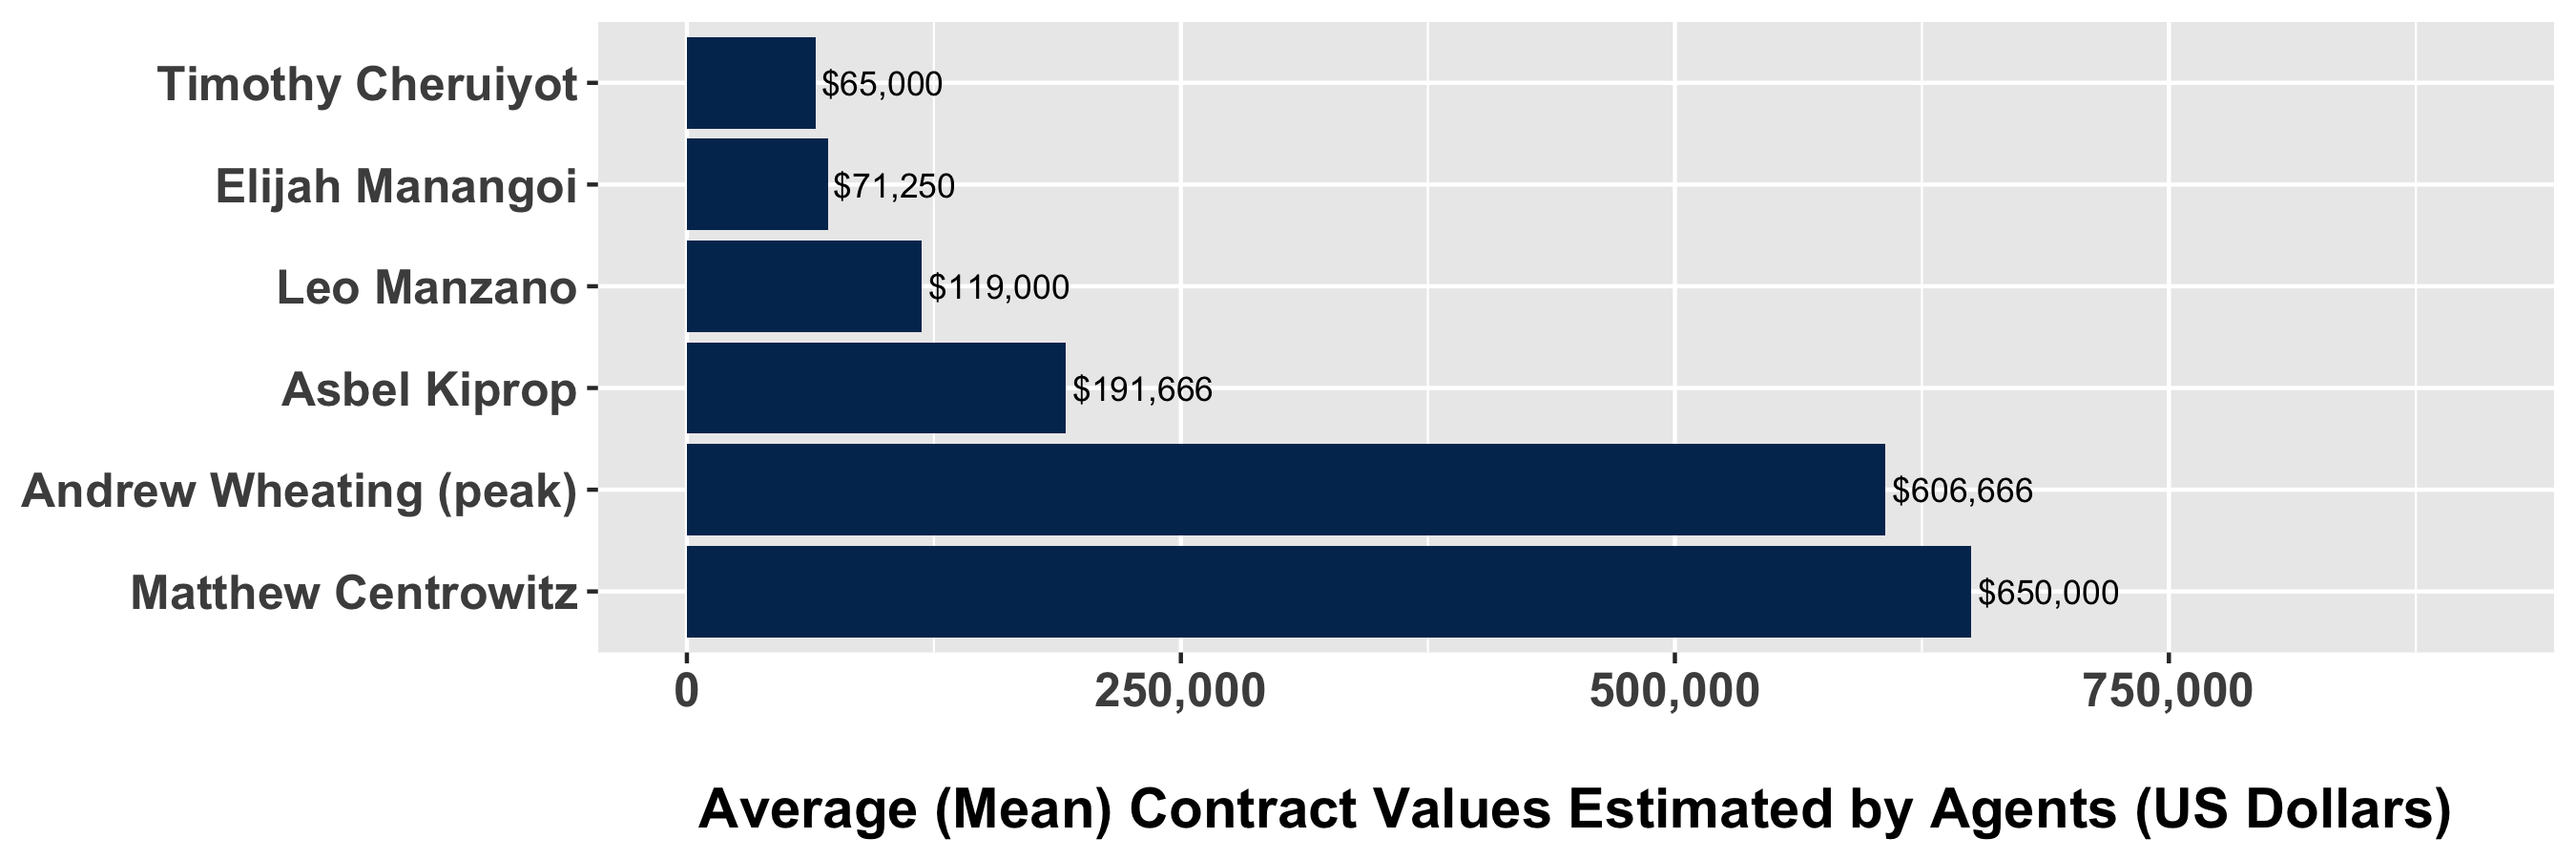 Timothy Cheruiyot
$65,000
Elijah Manangoi
$71,250
Leo Manzano
$119,000
Asbel Kiprop
$191,666
Andrew Wheating (peak)
$606,666
Matthew Centrowitz
$650,000
0 250,000 500,000 750,000
Average (Mean) Contract Values Estimated by Agents (US Dollars)